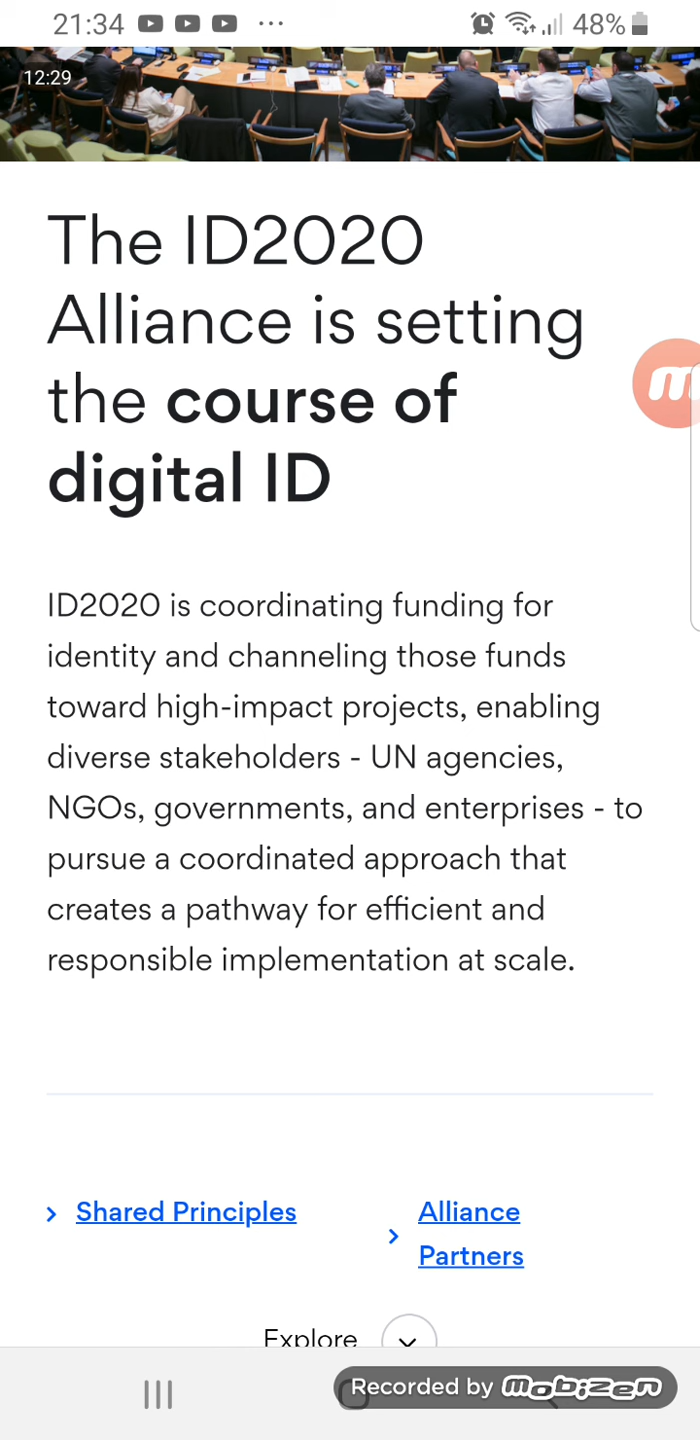 21:34 ... 48%
12:29
The ID2020
Alliance is setting
the course of
digital ID
m
ID2020 is coordinating funding for
identity and channeling those funds
toward high-impact projects, enabling
diverse stakeholders - UN agencies,
NGOs, governments, and enterprises - to
pursue a coordinated approach that
creates a pathway for efficient and
responsible implementation at scale.
Shared Principles
Alliance
Partners
Explore
Recorded by mobizen